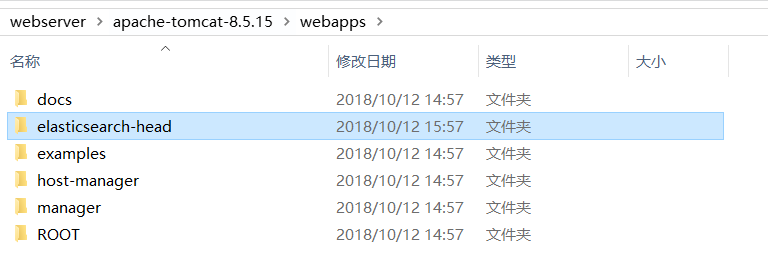 webserver > apache-tomcat-8.5.15 > webapps >
名称 修改日期 类型 大小
docs 2018/10/12 14:57 文件夹
elasticsearch-head 2018/10/12 15:57 文件夹
examples 2018/10/12 14:57 文件夹
host-manager 2018/10/12 14:57 文件夹
manager 2018/10/12 14:57 文件夹
ROOT 2018/10/12 14:57 文件夹